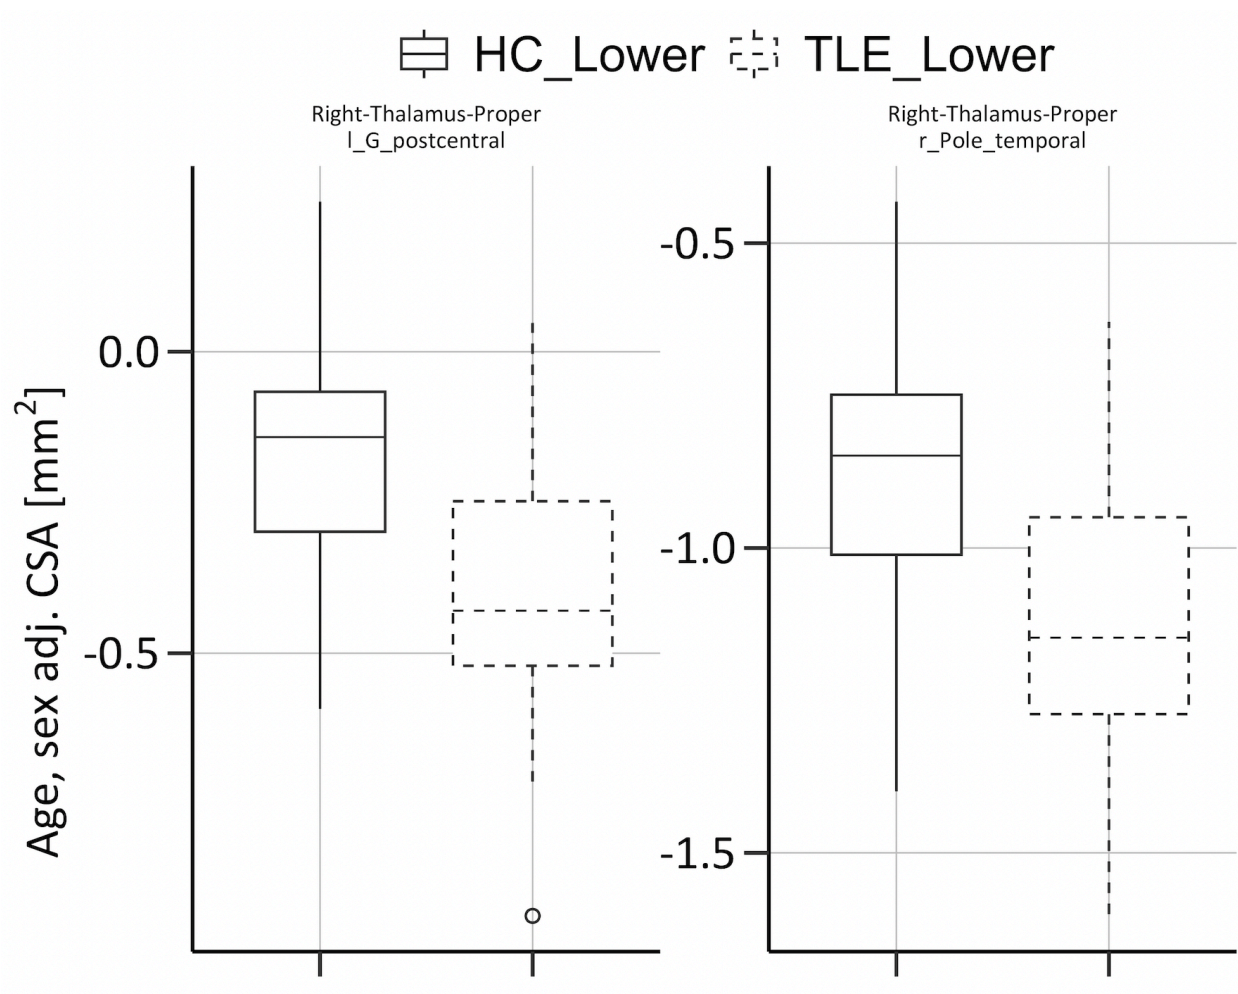 HC_Lower TLE_Lower
Right-Thalamus-Proper
l_G_postcentral
Right-Thalamus-Proper
r_Pole_temporal
Age, sex adj. CSA [mm²]
0.0
-0.5
-0.5
-1.0
-1.5